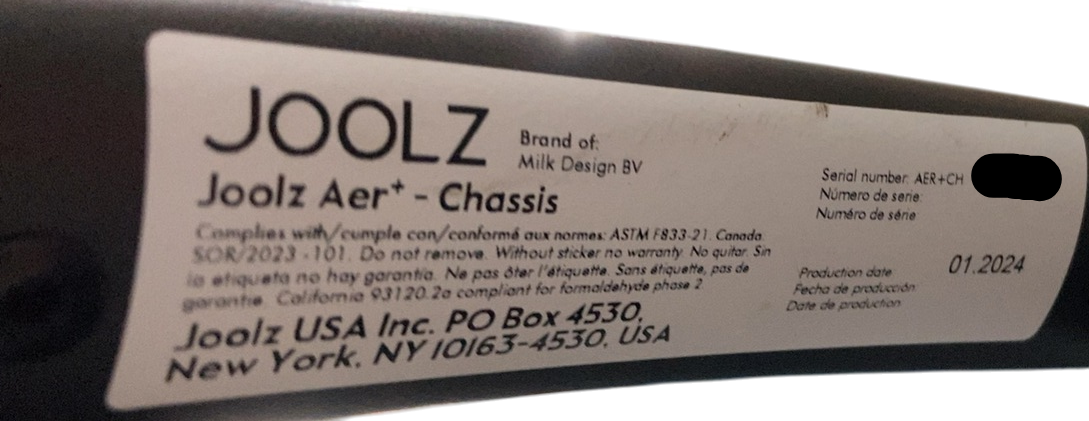 JOOLZ
Brand of:
Milk Design BV
Joolz Aer+ - Chassis
Complies with/cumple con/conformé aux normes: ASTM F833-21. Canada
SOR/2023 -101. Do not remove. Without sticker no warranty. No quitar. Sin
la etiqueta no hay garantía. Ne pas ôter l'étiquette. Sans étiquette, pas de
garantie. California 93120.2a compliant for formaldehyde phase 2
Joolz USA Inc. PO Box 4530,
New York, NY 10163-4530, USA
Serial number: AER+CH
Número de serie:
Numéro de série
Production date
Fecha de producción
Date de production
01.2024